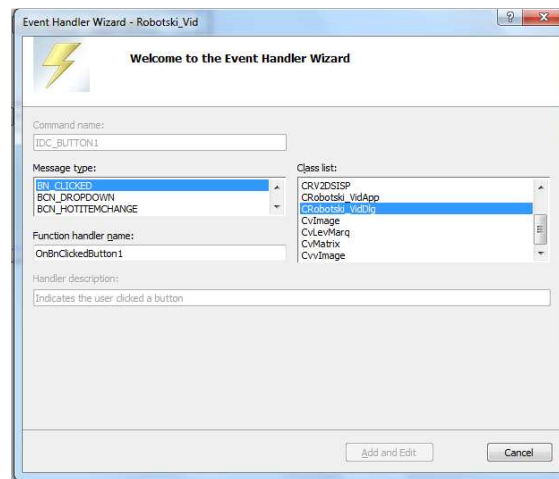 Event Handler Wizard - Robotski_Vid
Welcome to the Event Handler Wizard
Command name:
IDC_BUTTON1
Message type:
BN_CLICKED
BCN_DROPDOWN
BCN_HOTITEMCHANGE
Class list:
CRV2DSISP
CRobotski_VidApp
CRobotski_VidDlg
CvImage
CvLevMarq
CvMatrix
CvvImage
Function handler name:
OnBnClickedButton1
Handler description:
Indicates the user clicked a button
Add and Edit
Cancel